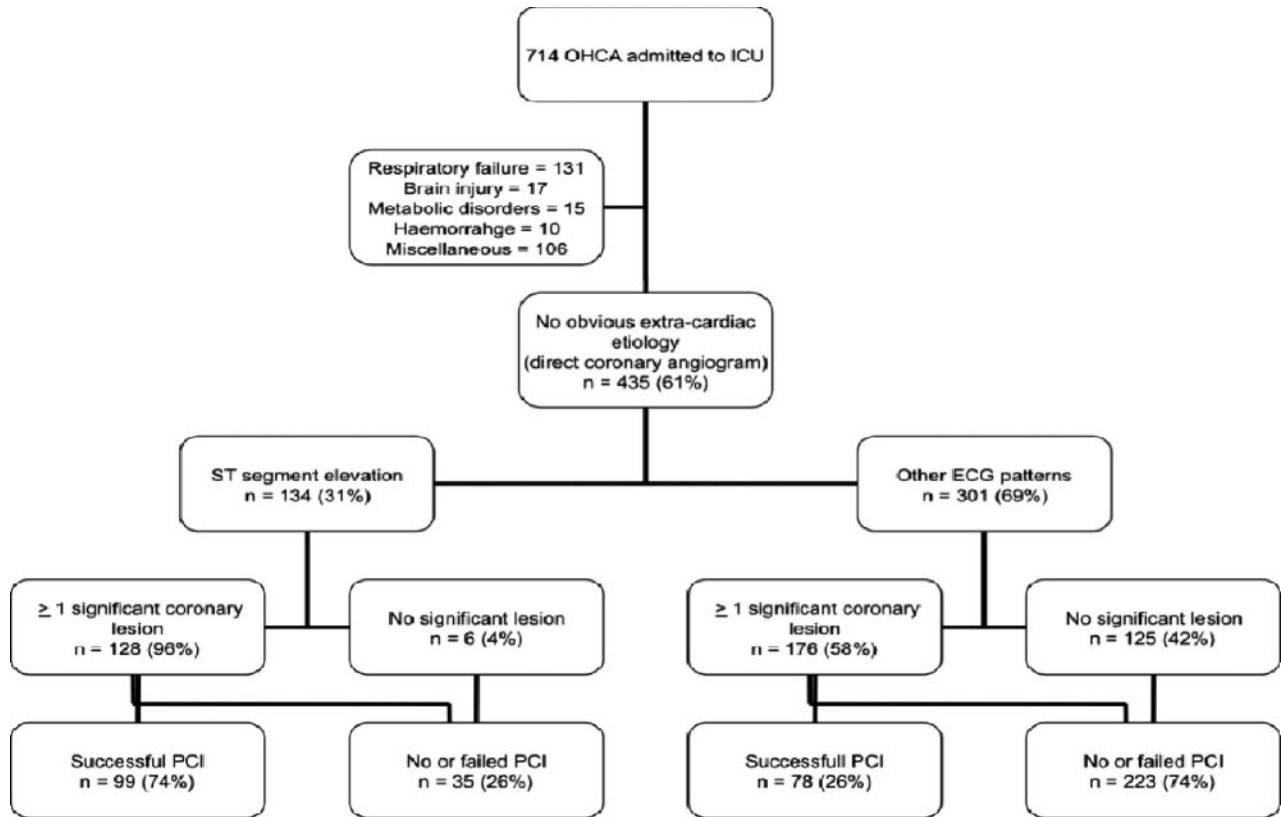 714 OHCA admitted to ICU
Respiratory failure = 131
Brain injury = 17
Metabolic disorders = 15
Haemorrahge = 10
Miscellaneous = 106
No obvious extra-cardiac
etiology
(direct coronary angiogram)
n = 435 (61%)
ST segment elevation
n = 134 (31%)
Other ECG patterns
n = 301 (69%)
≥ 1 significant coronary
lesion
n = 128 (96%)
No significant lesion
n = 6 (4%)
≥ 1 significant coronary
lesion
n = 176 (58%)
No significant lesion
n = 125 (42%)
Successful PCI
n = 99 (74%)
No or failed PCI
n = 35 (26%)
Successfull PCI
n = 78 (26%)
No or failed PCI
n = 223 (74%)